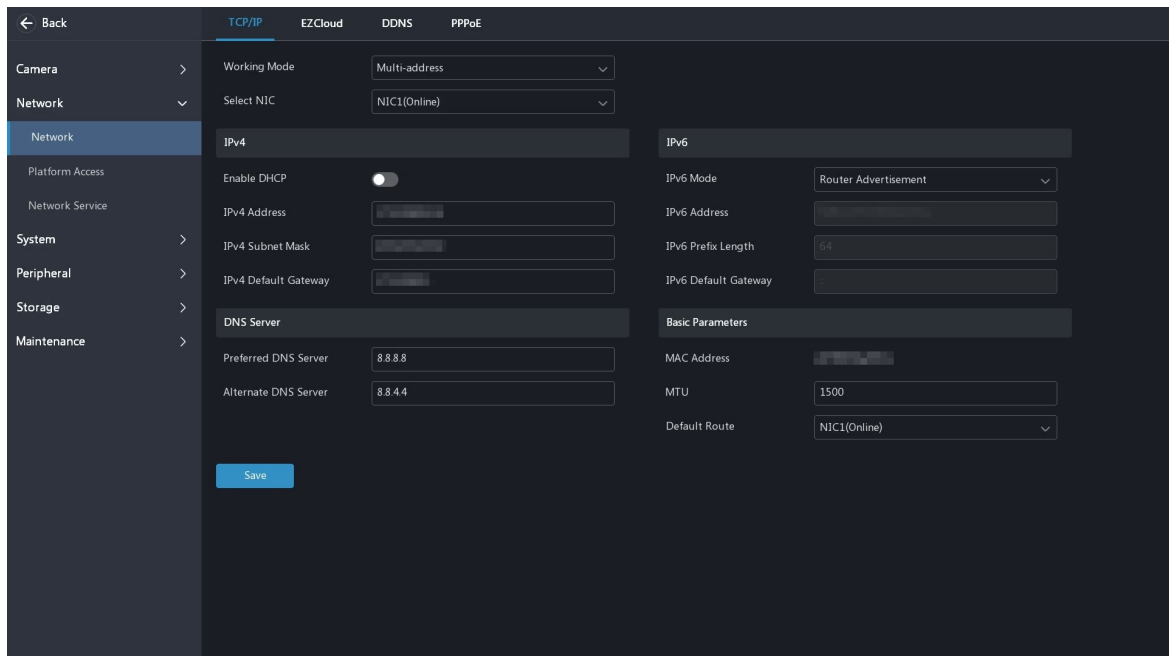 Back
TCP/IP
EZCloud
DDNS
PPPoE
Camera
Network
Network
Platform Access
Network Service
System
Peripheral
Storage
Maintenance
Working Mode
Multi-address
Select NIC
NIC1(Online)
IPv4
Enable DHCP
IPv4 Address
IPv4 Subnet Mask
IPv4 Default Gateway
IPv6
IPv6 Mode
Router Advertisement
IPv6 Address
IPv6 Prefix Length
64
IPv6 Default Gateway
DNS Server
Preferred DNS Server
8.8.8.8
Alternate DNS Server
8.8.4.4
Basic Parameters
MAC Address
MTU
1500
Default Route
NIC1(Online)
Save